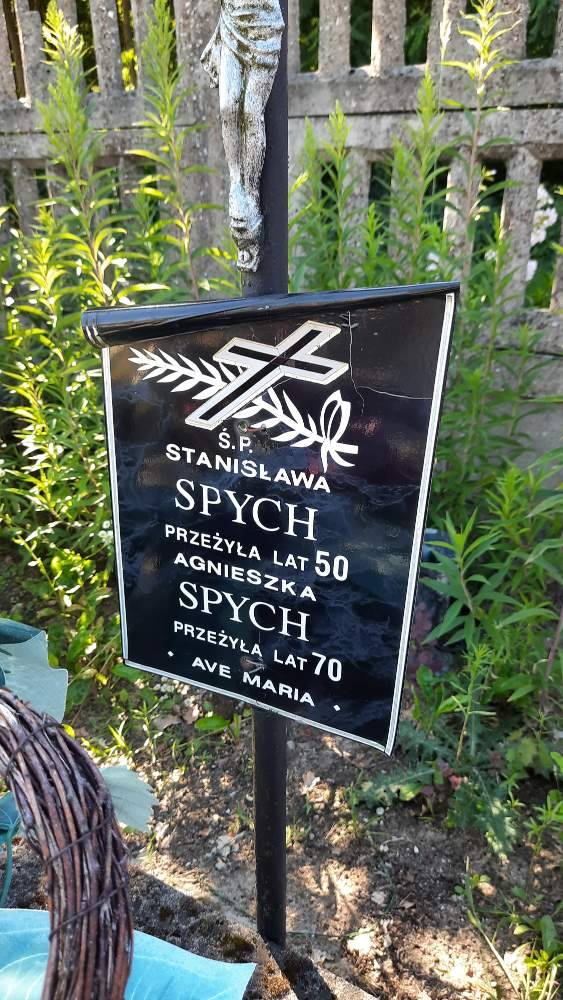 Ś.P.
STANISŁAWA
SPYCH
PRZEŻYŁA LAT 50
AGNIESZKA
SPYCH
PRZEŻYŁA LAT 70
AVE MARIA